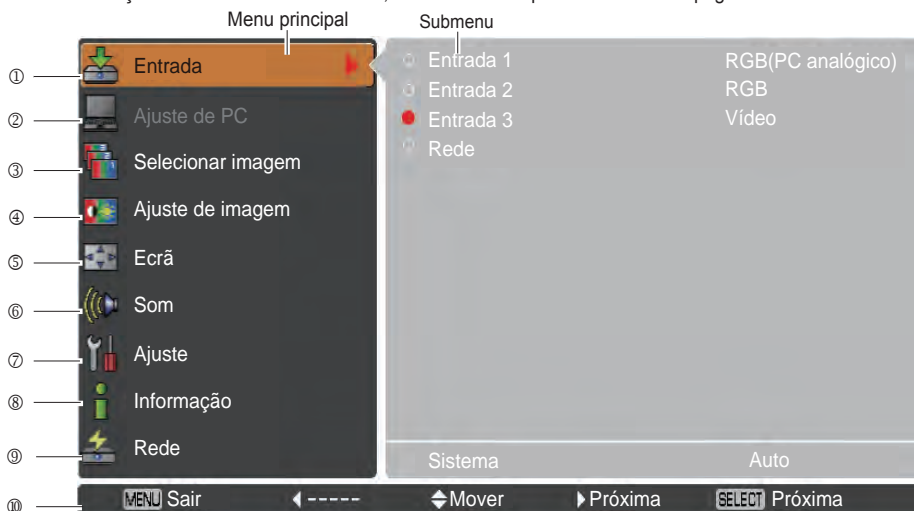 Menu principal
Submenu
① Entrada
② Ajuste de PC
③ Selecionar imagem
④ Ajuste de imagem
⑤ Ecrã
⑥ Som
⑦ Ajuste
⑧ Informação
⑨ Rede
Entrada 1 RGB(PC analógico)
Entrada 2 RGB
Entrada 3 Vídeo
Rede
Sistema Auto
⑩ MENU Sair ----- Mover Próxima SELECT Próxima